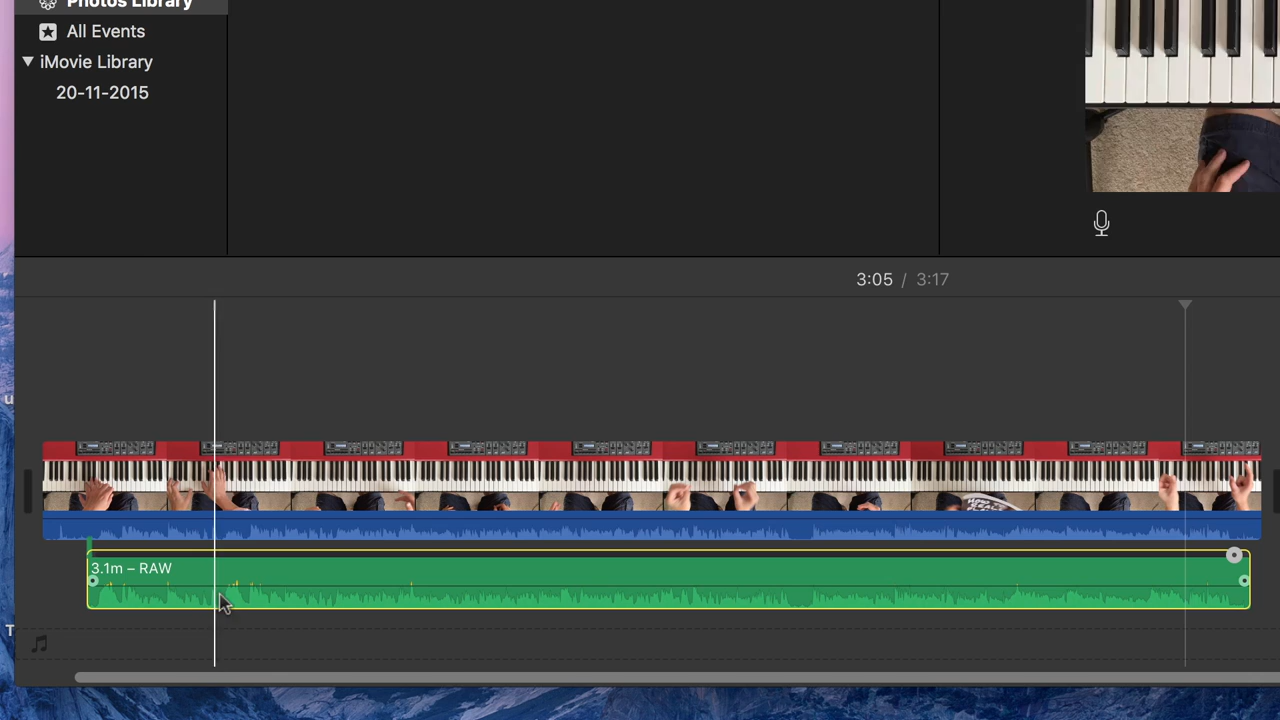 Photos Library
All Events
iMovie Library
20-11-2015
3:05 / 3:17
3.1m – RAW